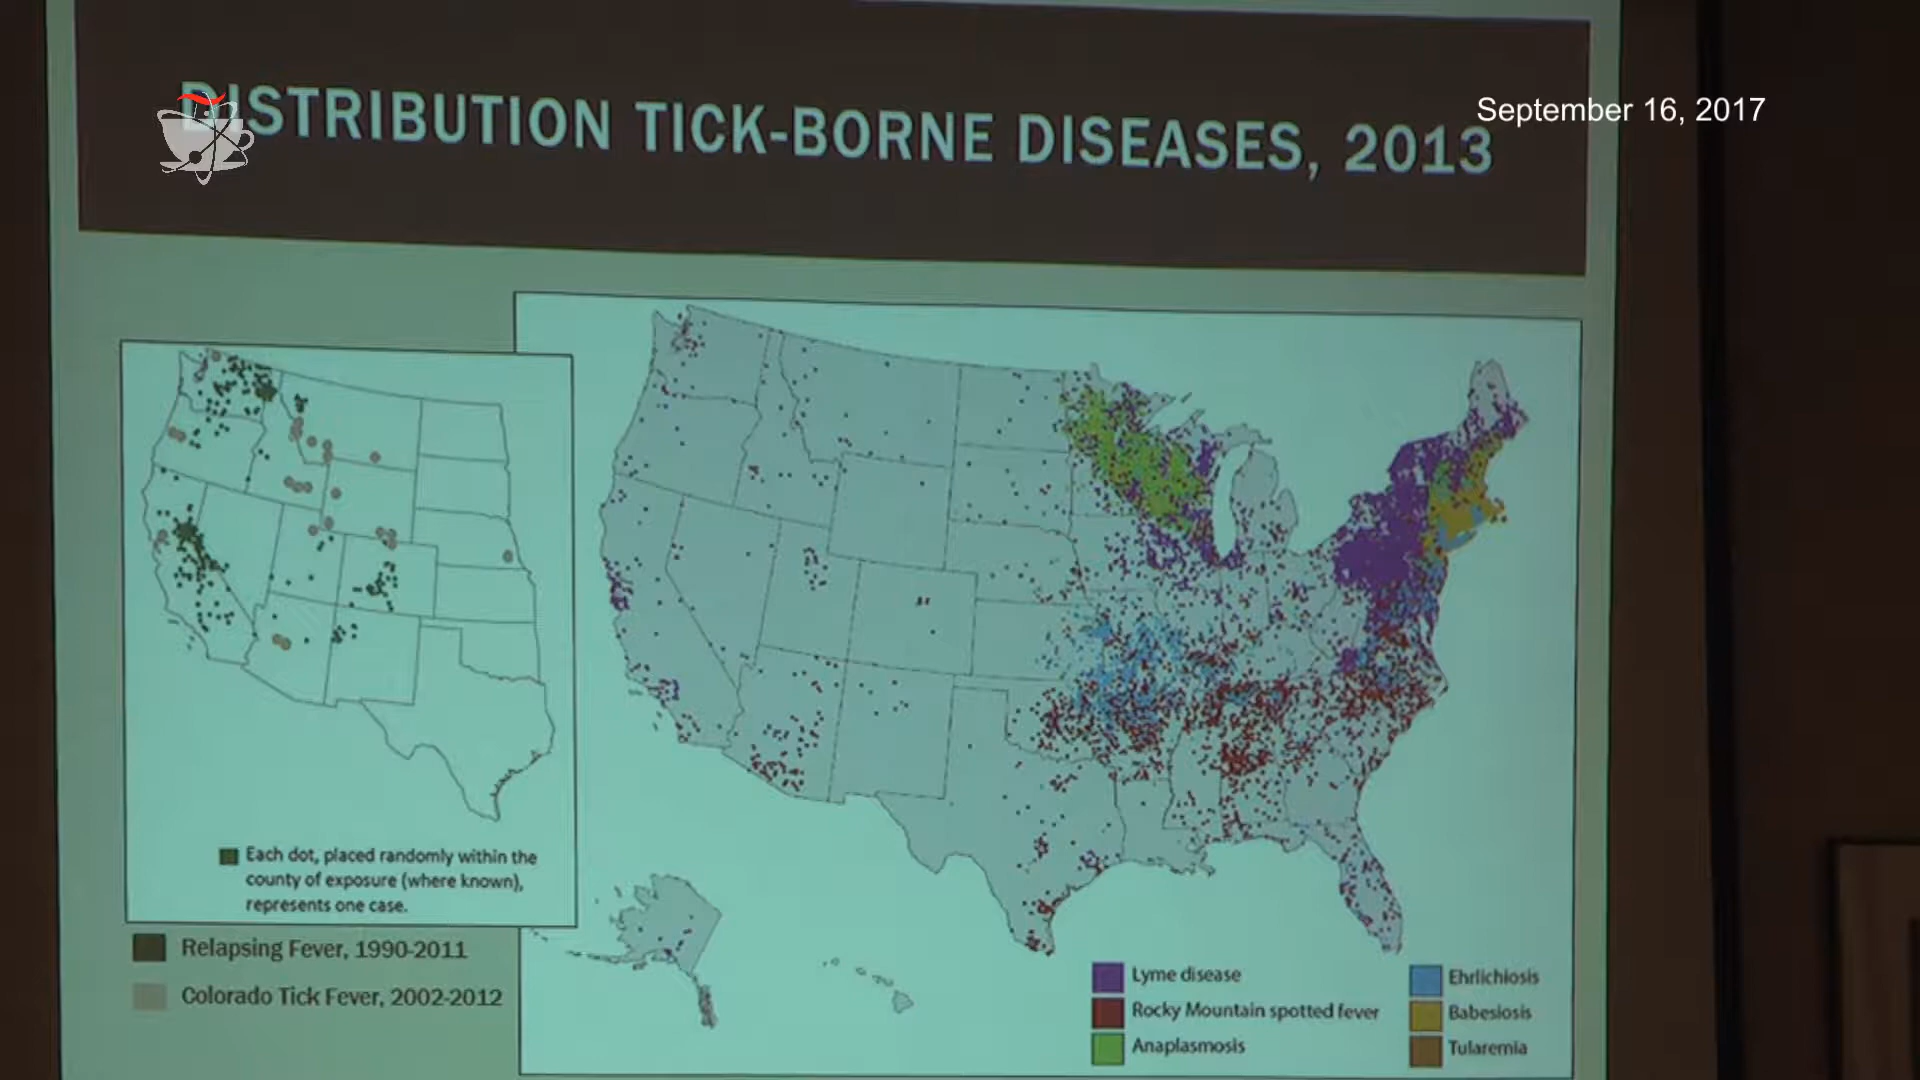 September 16, 2017
DISTRIBUTION TICK-BORNE DISEASES, 2013
Each dot, placed randomly within the
county of exposure (where known),
represents one case.
Relapsing Fever, 1990-2011
Colorado Tick Fever, 2002-2012
Lyme disease
Rocky Mountain spotted fever
Anaplasmosis
Ehrlichiosis
Babesiosis
Tularemia